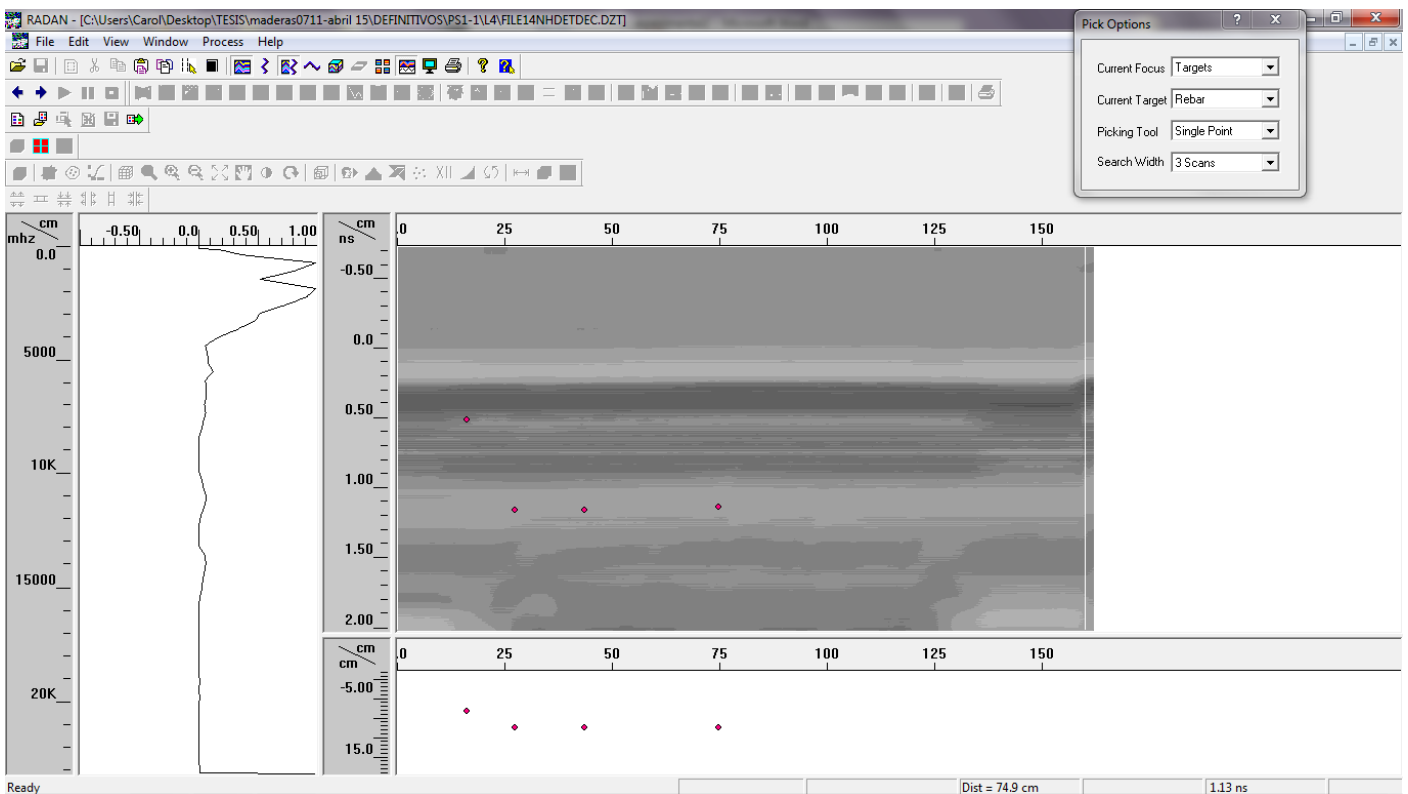 RADAN - [C:\Users\Carol\Desktop\TESIS\maderas0711-abril 15\DEFINITIVOS\PS1-1\L4\FILE14NHDETDEC.DZT]
File Edit View Window Process Help
Pick Options
Current Focus Targets
Current Target Rebar
Picking Tool Single Point
Search Width 3 Scans
cm
mhz
-0.50 0.0 0.50 1.00
0.0
5000
10K
15000
20K
cm
ns
.0 25 50 75 100 125 150
-0.50
0.0
0.50
1.00
1.50
2.00
cm
cm
.0 25 50 75 100 125 150
-5.00
15.0
Ready Dist = 74.9 cm 1.13 ns